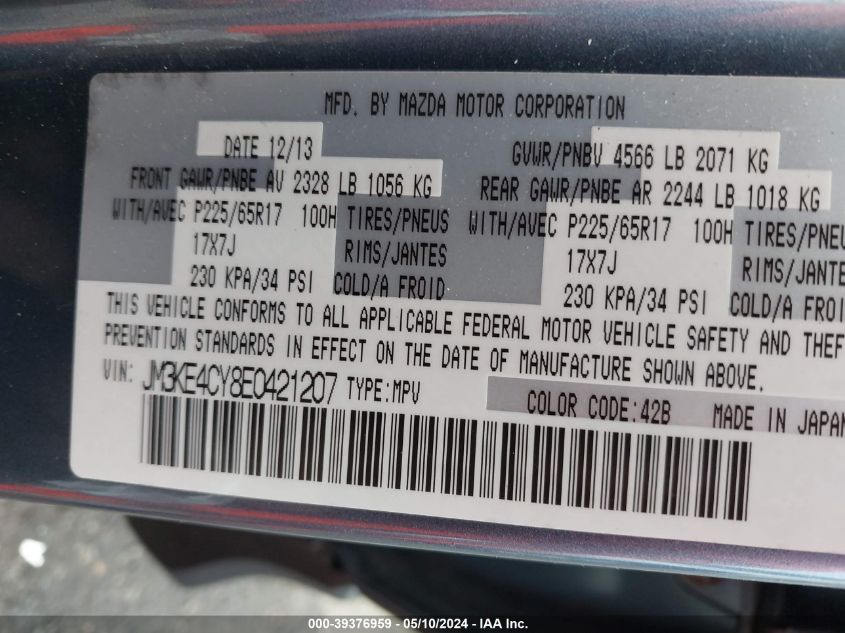 MFD. BY MAZDA MOTOR CORPORATION
DATE 12/13 GVWR/PNBV 4566 LB 2071 KG
FRONT GAWR/PNBE AV 2328 LB 1056 KG REAR GAWR/PNBE AR 2244 LB 1018 KG
WITH/AVEC P225/65R17 100H TIRES/PNEUS WITH/AVEC P225/65R17 100H TIRES/PNEU
17X7J RIMS/JANTES 17X7J RIMS/JANTES
230 KPA/34 PSI COLD/A FROID 230 KPA/34 PSI COLD/A FROI
THIS VEHICLE CONFORMS TO ALL APPLICABLE FEDERAL MOTOR VEHICLE SAFETY AND THEF
PREVENTION STANDARDS IN EFFECT ON THE DATE OF MANUFACTURE SHOWN ABOVE.
VIN: JM3KE4CY8E0421207 TYPE:MPV COLOR CODE:42B MADE IN JAPAN
000-39376959 — 05/10/2024 — IAA Inc.